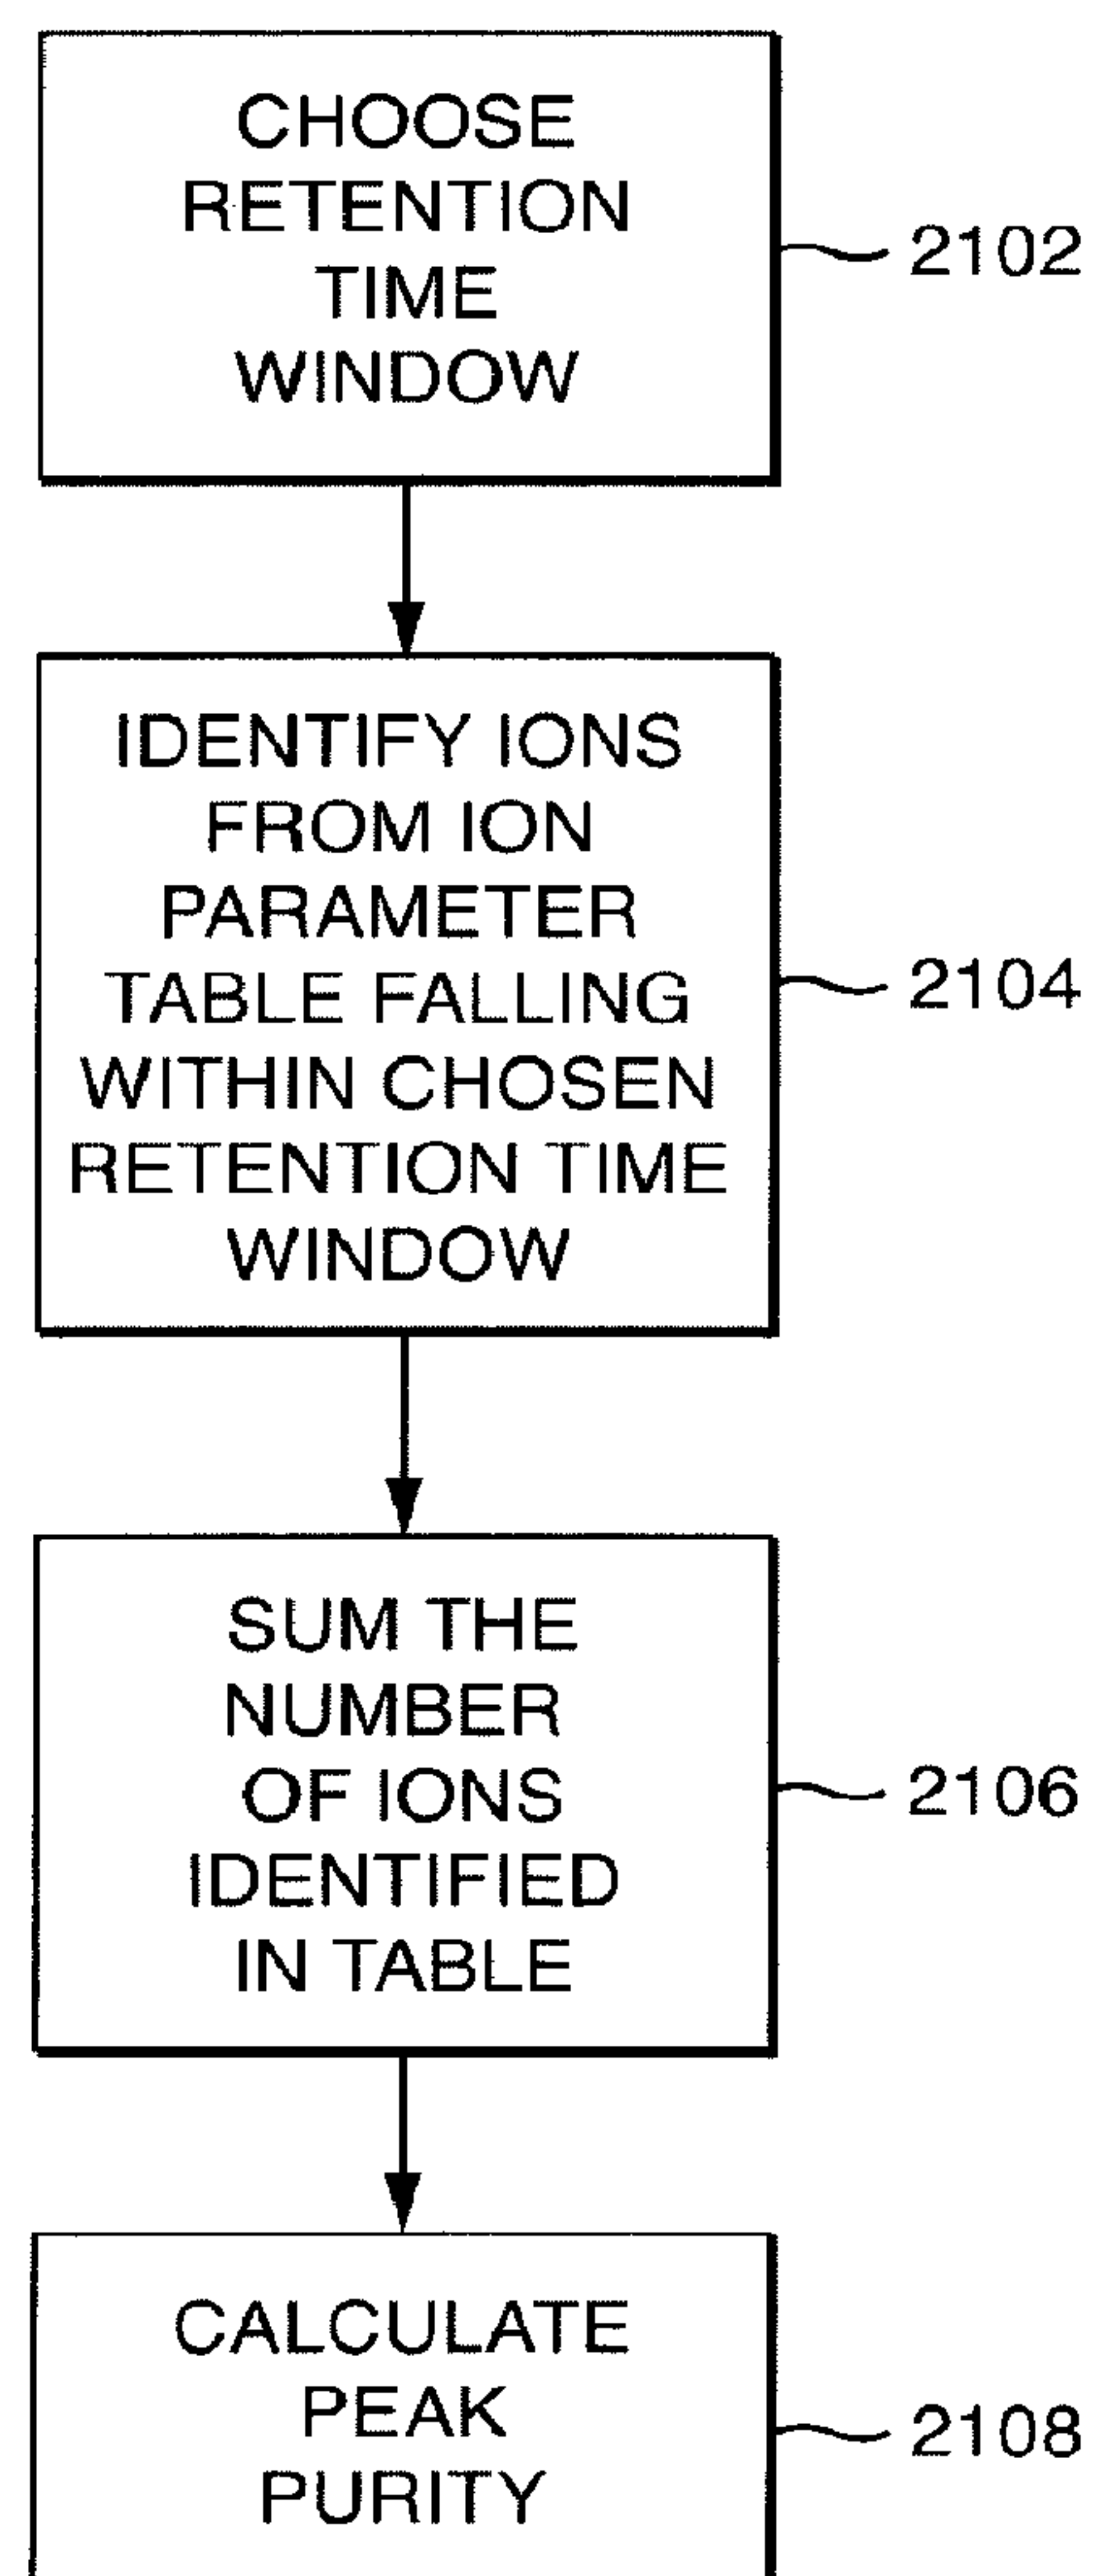 CHOOSE
RETENTION
TIME
WINDOW
2102
IDENTIFY IONS
FROM ION
PARAMETER
TABLE FALLING
WITHIN CHOSEN
RETENTION TIME
WINDOW
2104
SUM THE
NUMBER
OF IONS
IDENTIFIED
IN TABLE
2106
CALCULATE
PEAK
PURITY
2108